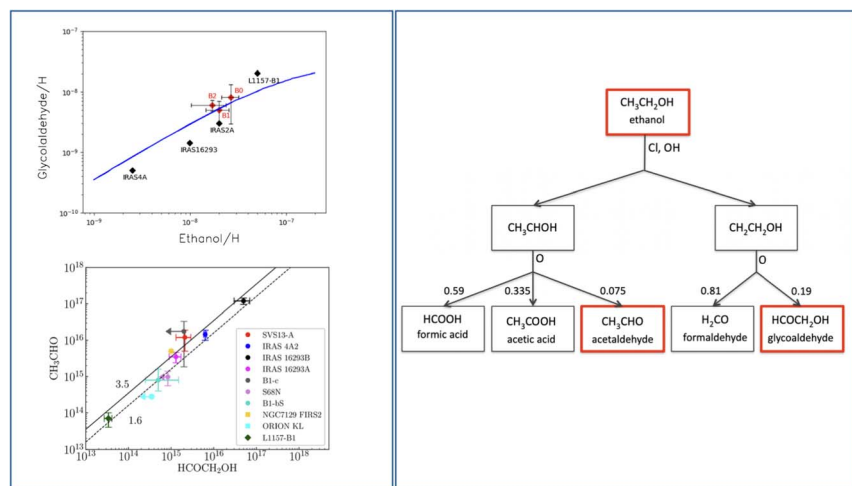 10⁻⁷
10⁻⁸
10⁻⁹
10⁻¹⁰
Glycolaldehyde/H
L1157-B1
B2
B0
B1
IRAS2A
IRAS16293
IRAS4A
10⁻⁹
10⁻⁸
10⁻⁷
Ethanol/H
10¹⁸
10¹⁷
10¹⁶
10¹⁵
10¹⁴
10¹³
CH₃CHO
3.5
1.6
SVS13-A
IRAS 4A2
IRAS 16293B
IRAS 16293A
B1-c
S68N
B1-bS
NGC7129 FIRS2
ORION KL
L1157-B1
10¹³
10¹⁴
10¹⁵
10¹⁶
10¹⁷
10¹⁸
HCOCH₂OH
CH₃CH₂OH
ethanol
Cl, OH
CH₃CHOH
CH₂CH₂OH
O
O
0.59
0.335
0.075
0.81
0.19
HCOOH
formic acid
CH₃COOH
acetic acid
CH₃CHO
acetaldehyde
H₂CO
formaldehyde
HCOCH₂OH
glycoaldehyde